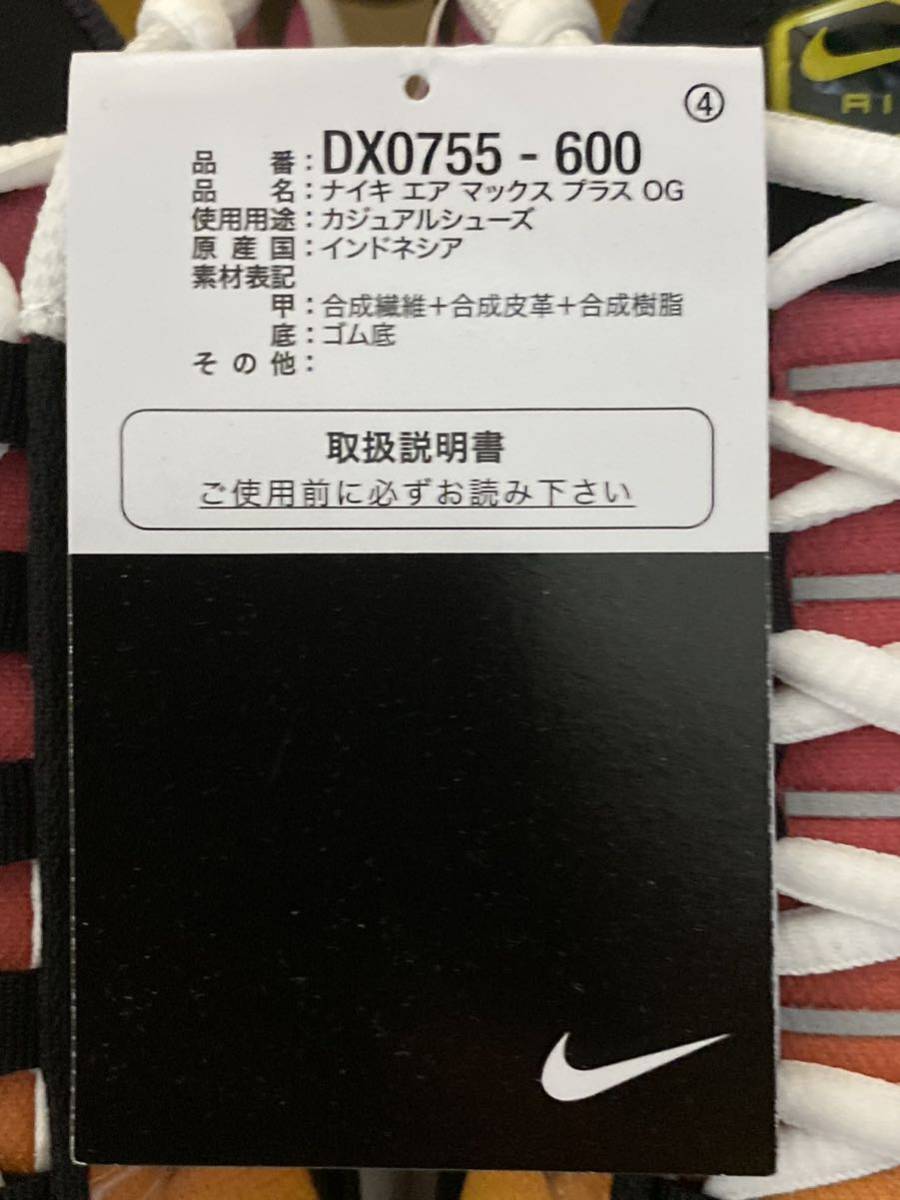 ④
品 番：DX0755 - 600
品 名：ナイキ エア マックス プラス OG
使用用途：カジュアルシューズ
原 産 国：インドネシア
素材表記
甲：合成繊維＋合成皮革＋合成樹脂
底：ゴム底
そ の 他：
取扱説明書
ご使用前に必ずお読み下さい